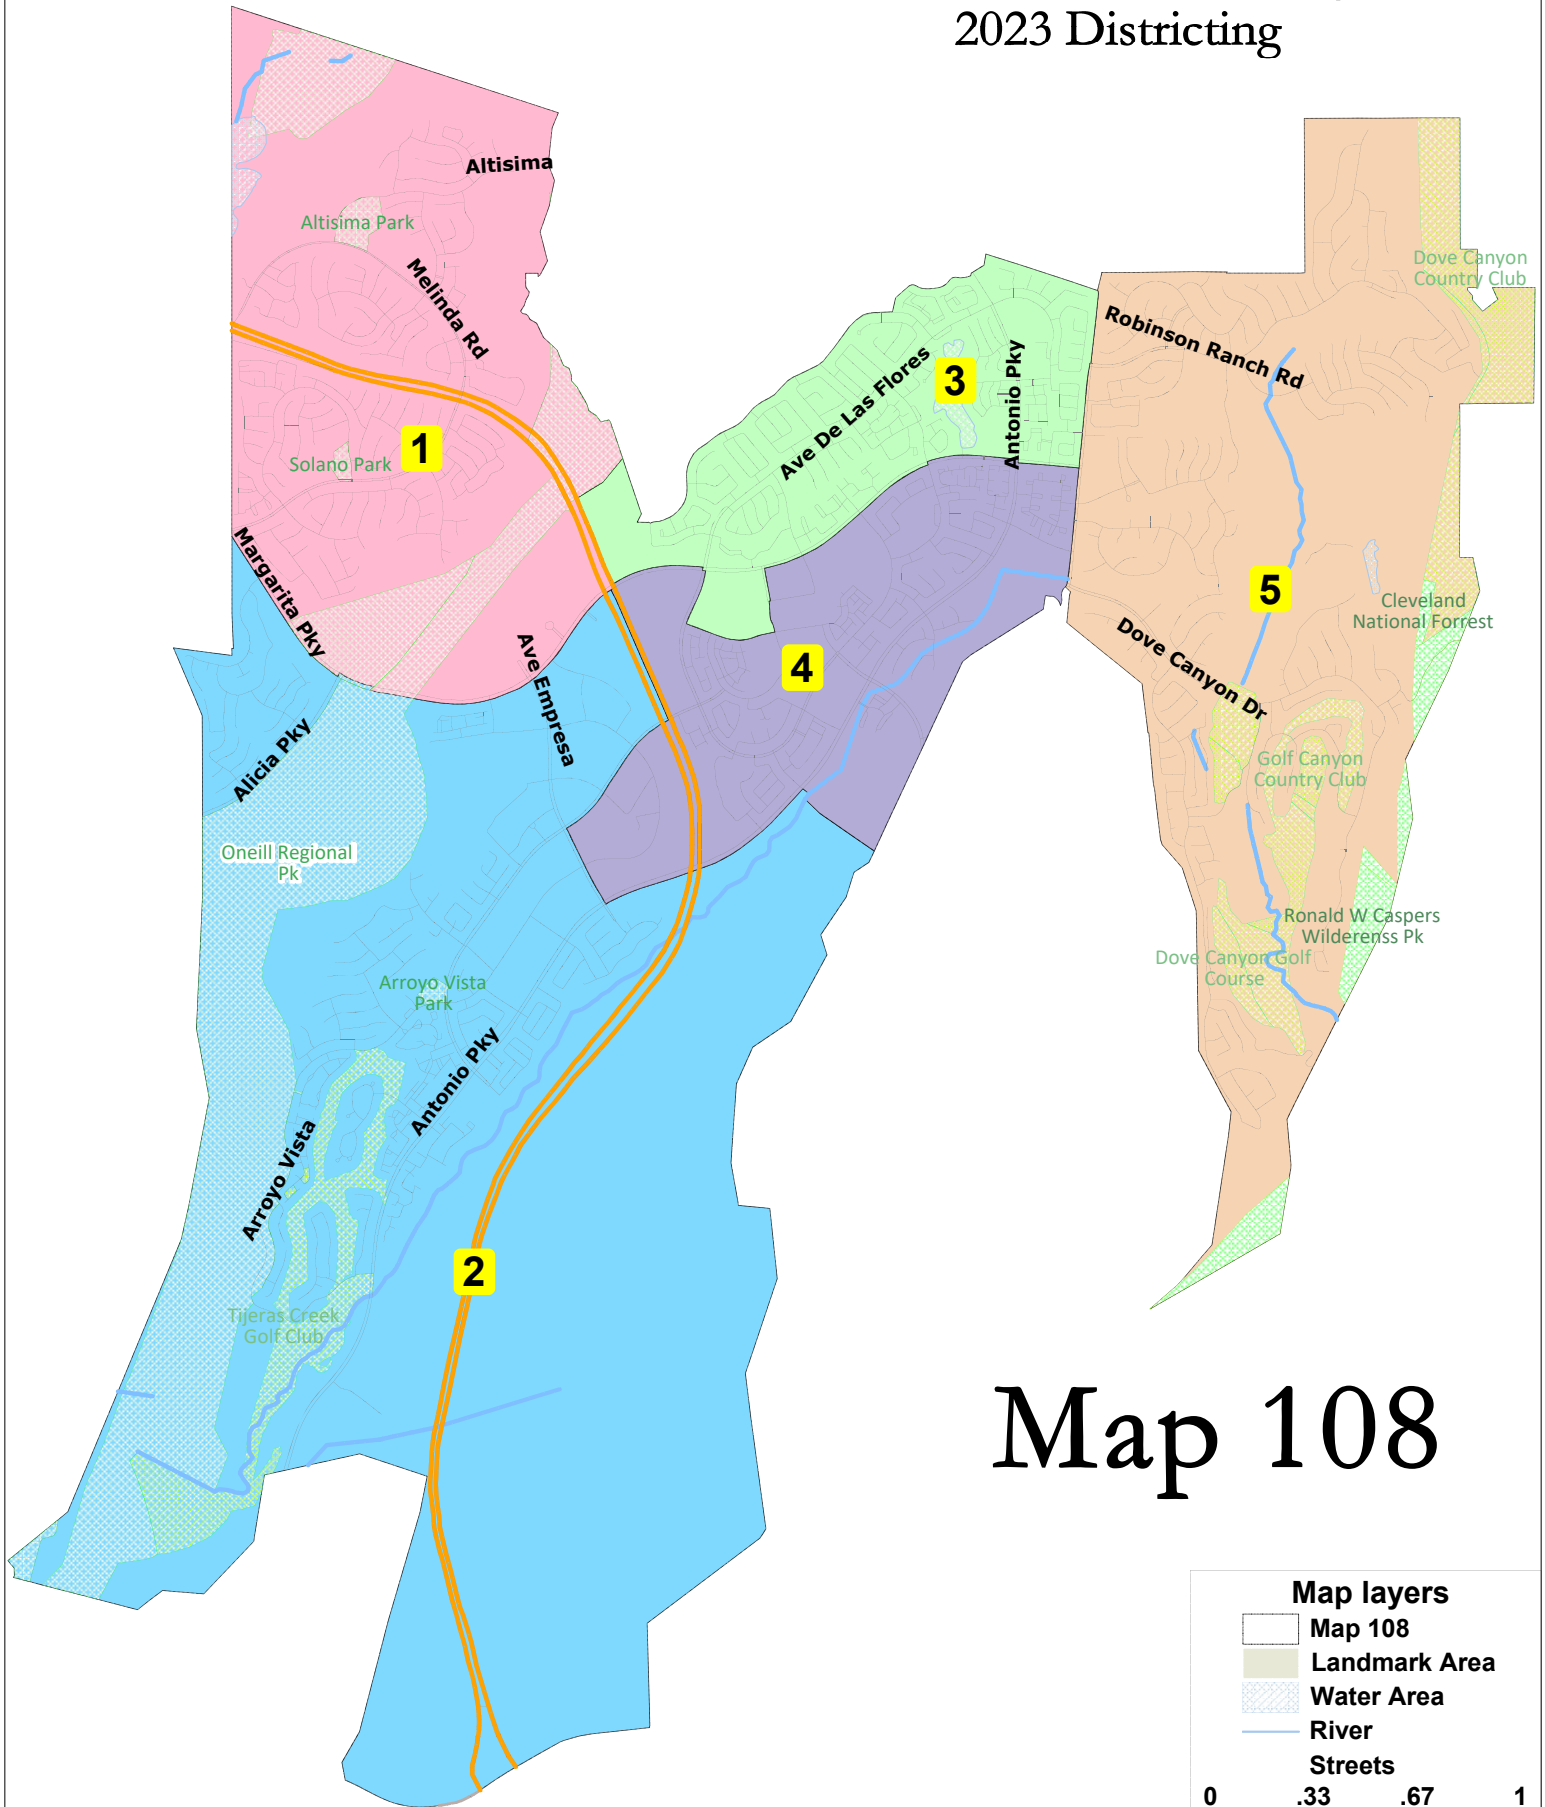 2023 Districting
Altisima
Altisima Park
Melinda Rd
Dove Canyon
Country Club
Robinson Ranch Rd
Ave De Las Flores
3
Antonio Pky
1
Solano Park
Margarita Pky
5
Cleveland
National Forrest
Dove Canyon Dr
Ave Empresa
4
Alicia Pky
Golf Canyon
Country Club
Oneill Regional
Pk
Ronald W Caspers
Wilderenss Pk
Dove Canyon Golf
Course
Arroyo Vista
Park
Antonio Pky
Arroyo Vista
2
Tijeras Creek
Golf Club
Map 108
Map layers
Map 108
Landmark Area
Water Area
River
Streets
0 .33 .67 1